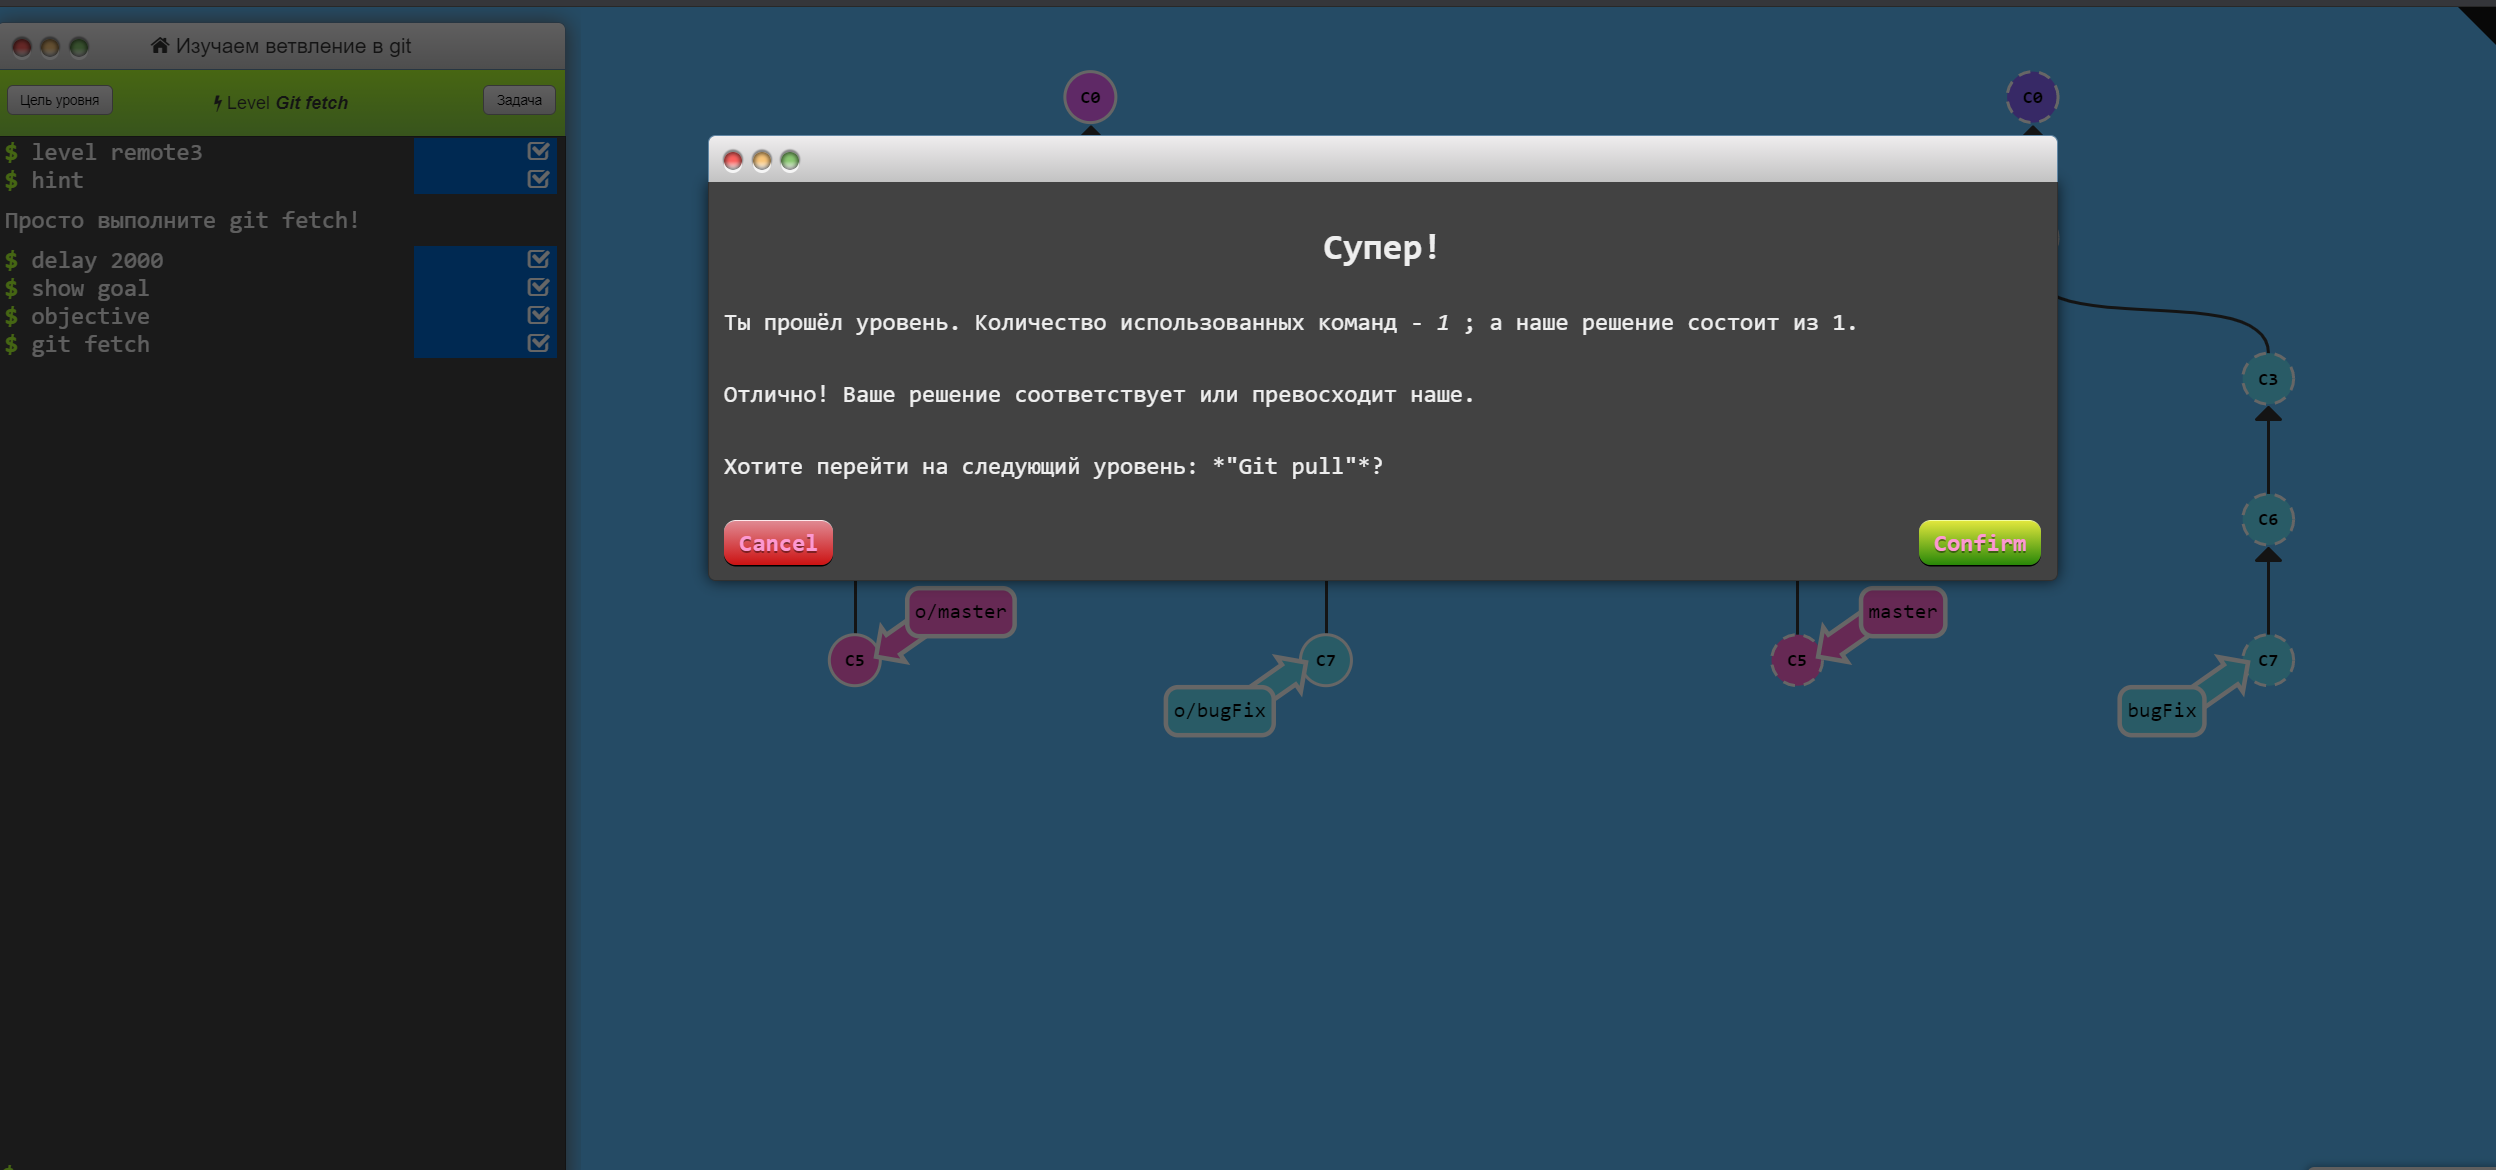 Изучаем ветвление в git
Цель уровня
Level Git fetch
Задача
$ level remote3
$ hint
Просто выполните git fetch!
$ delay 2000
$ show goal
$ objective
$ git fetch
$
C0
C0
Супер!
Ты прошёл уровень. Количество использованных команд - 1 ; а наше решение состоит из 1.
Отлично! Ваше решение соответствует или превосходит наше.
Хотите перейти на следующий уровень: *"Git pull"*?
Cancel
Confirm
C3
C6
o/master
master
C5
C7
C5
C7
o/bugFix
bugFix